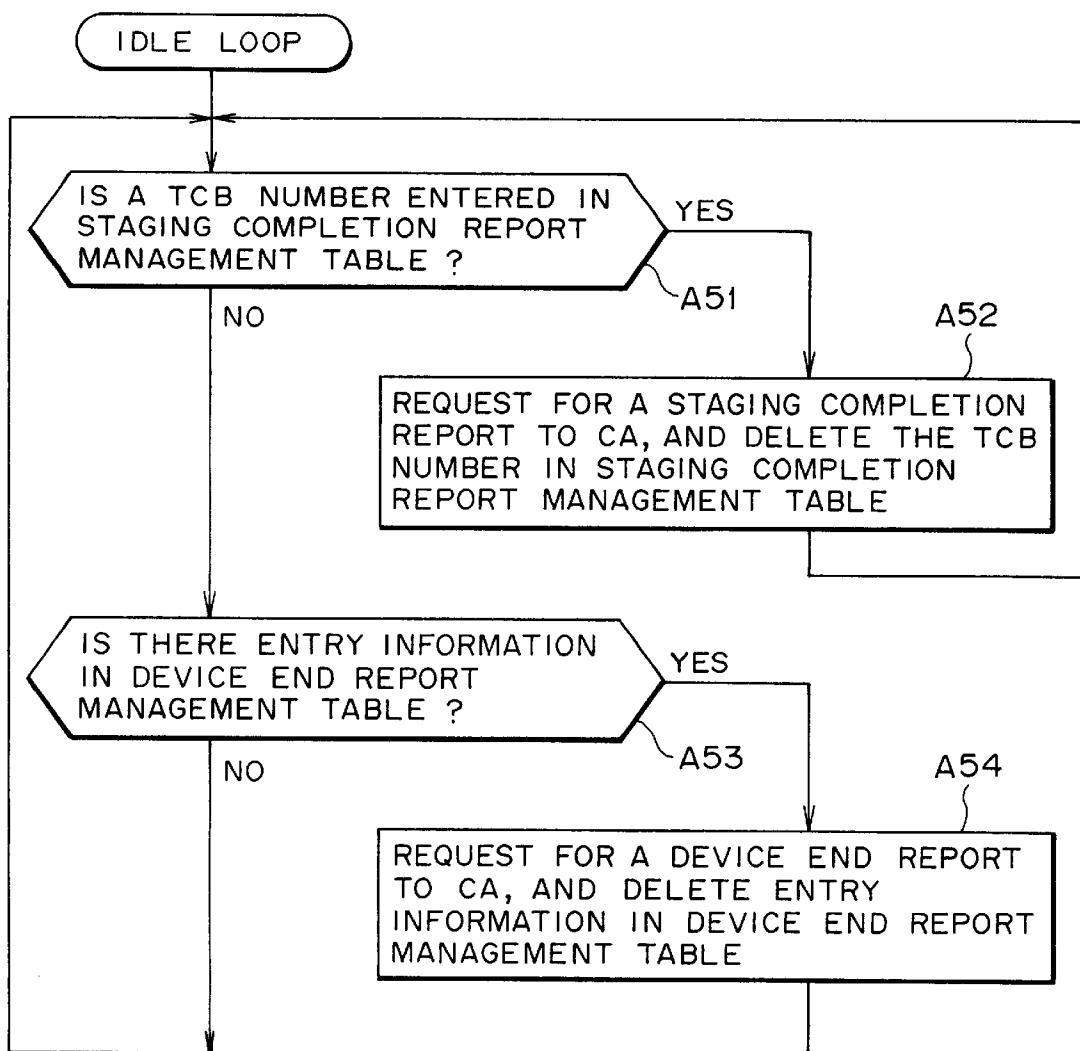 IDLE LOOP
IS A TCB NUMBER ENTERED IN
STAGING COMPLETION REPORT
MANAGEMENT TABLE ?
YES
A51
NO
A52
REQUEST FOR A STAGING COMPLETION
REPORT TO CA, AND DELETE THE TCB
NUMBER IN STAGING COMPLETION
REPORT MANAGEMENT TABLE
IS THERE ENTRY INFORMATION
IN DEVICE END REPORT
MANAGEMENT TABLE ?
YES
A53
NO
A54
REQUEST FOR A DEVICE END REPORT
TO CA, AND DELETE ENTRY
INFORMATION IN DEVICE END REPORT
MANAGEMENT TABLE